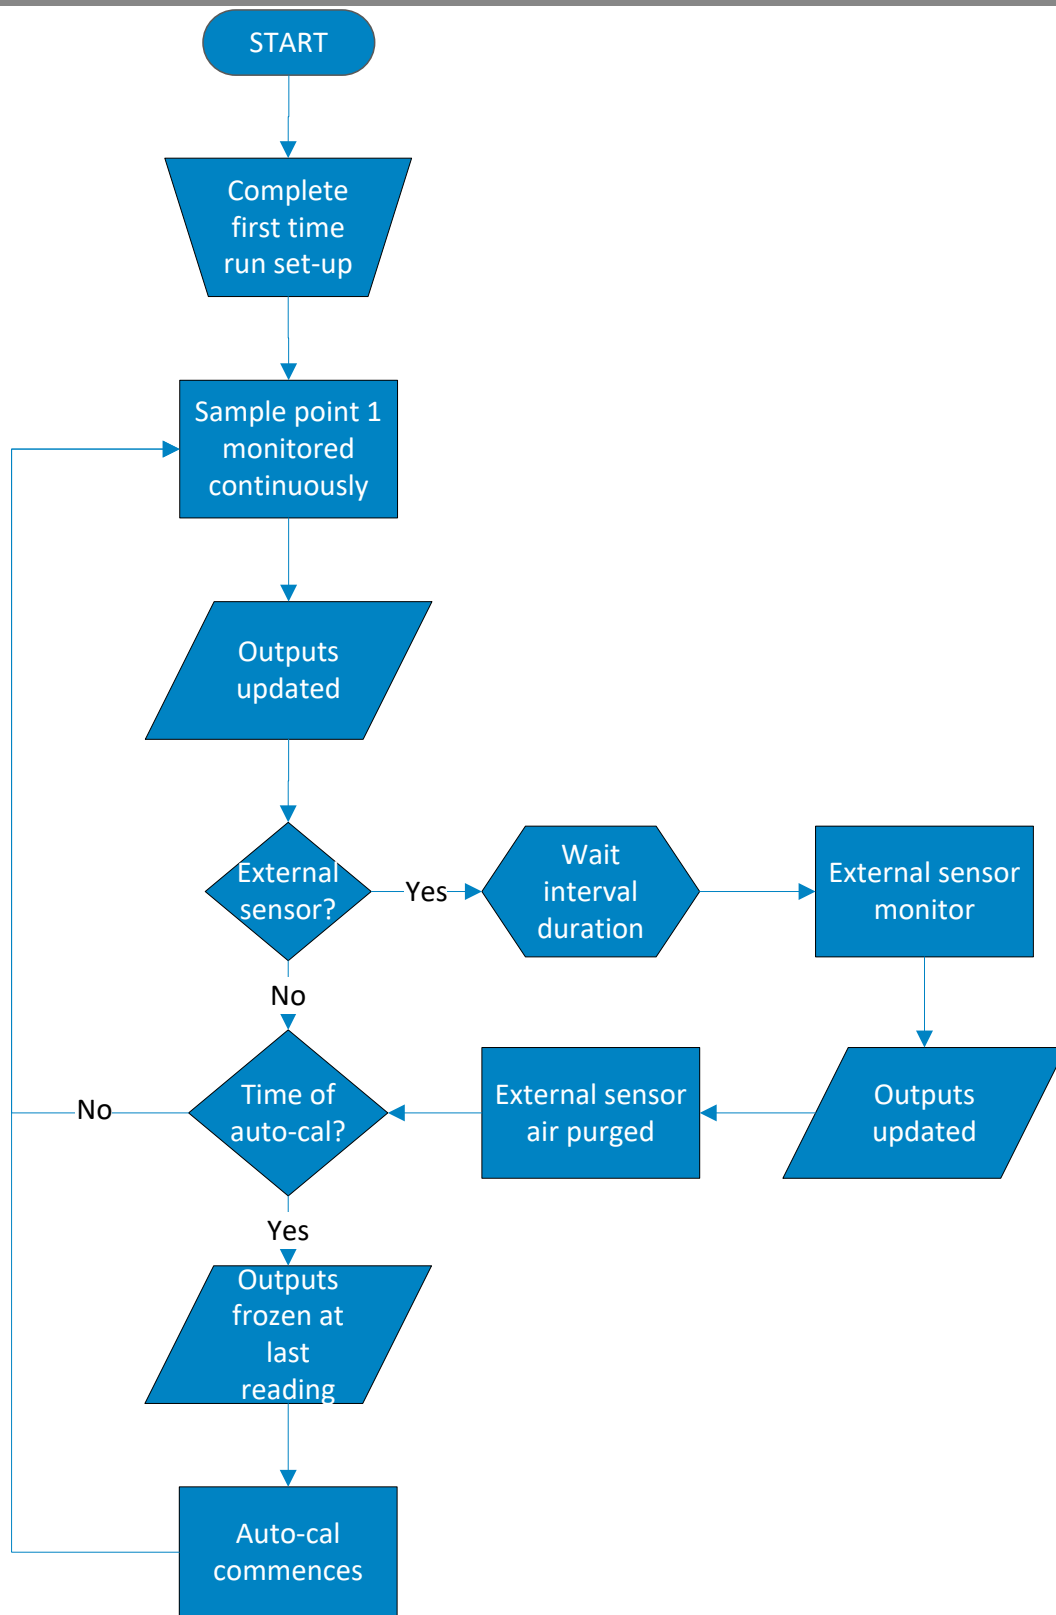 START
Complete
first time
run set-up
Sample point 1
monitored
continuously
Outputs
updated
External
sensor?
Yes
Wait
interval
duration
External sensor
monitor
No
Time of
auto-cal?
No
External sensor
air purged
Outputs
updated
Yes
Outputs
frozen at
last
reading
Auto-cal
commences